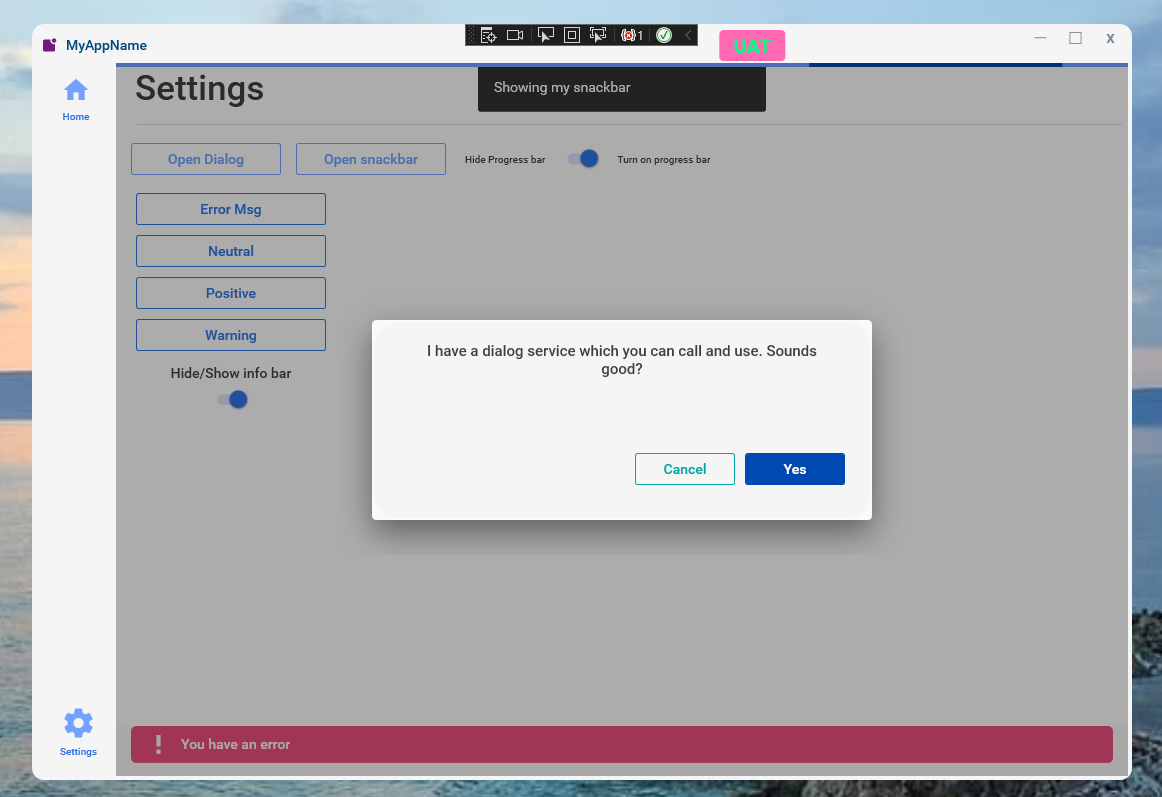 MyAppName
1
UAT
X
Home
Settings
Showing my snackbar
Open Dialog
Open snackbar
Hide Progress bar
Turn on progress bar
Error Msg
Neutral
Positive
Warning
Hide/Show info bar
I have a dialog service which you can call and use. Sounds
good?
Cancel
Yes
Settings
! You have an error